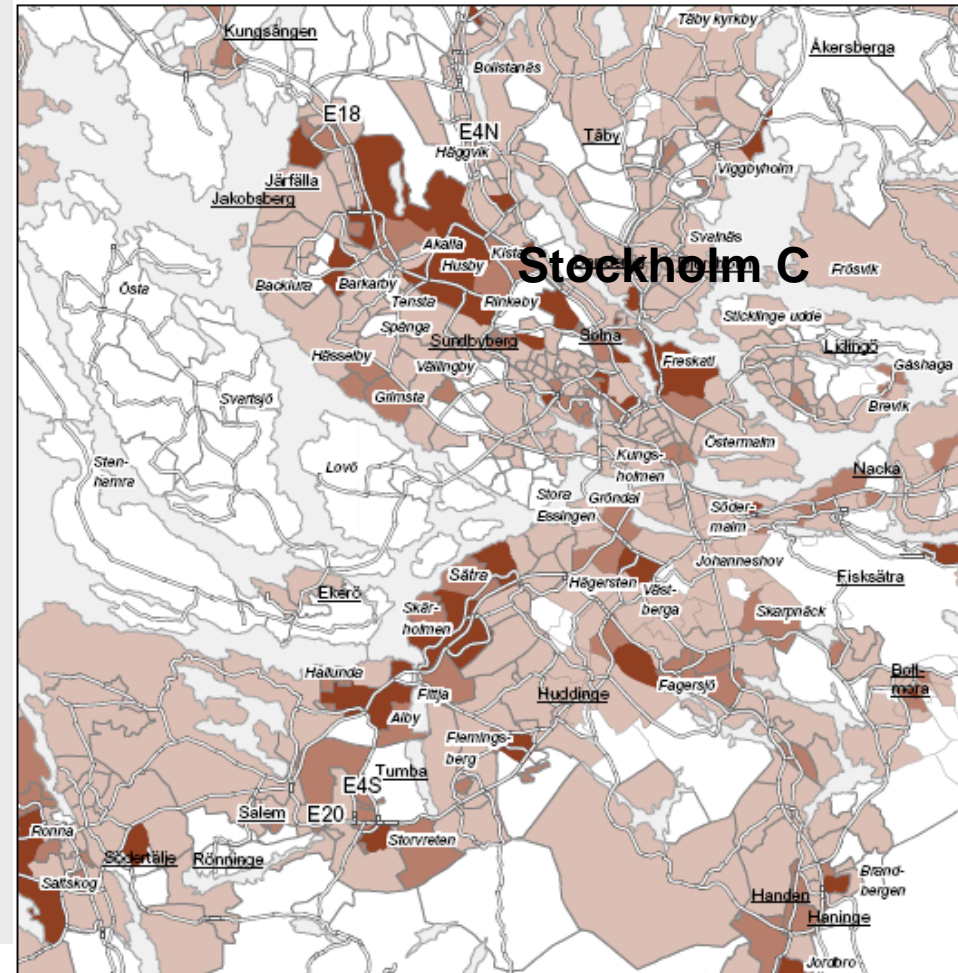 Täby kyrkby
Kungsängen
Åkersberga
Bollstanäs
E18
E4N
Täby
Häggvik
Viggbyholm
Järfälla
Jakobsberg
Svalnäs
Akalla
Kista
Stockholm C
Husby
Frösvik
Östa
Backlura
Barkarby
Tensta
Rinkeby
Sticklinge udde
Spånga
Sundbyberg
Solna
Lidingö
Hässelby
Vällingby
Freskati
Gåshaga
Svartsjö
Grimsta
Brevik
Östermalm
Sten-
hamra
Lovö
Kungs-
holmen
Nacka
Stora
Essingen
Gröndal
Söder-
malm
Johanneshov
Sätra
Hägersten
Fisksätra
Ekerö
Väst-
berga
Skär-
holmen
Skarpnäck
Hallunda
Fittja
Huddinge
Fagersjö
Boll-
mora
Alby
Flemings-
berg
Tumba
E4S
Salem
E20
Ronna
Storvreten
Södertälje
Rönninge
Saltskog
Brand-
bergen
Handen
Haninge
Jordbro